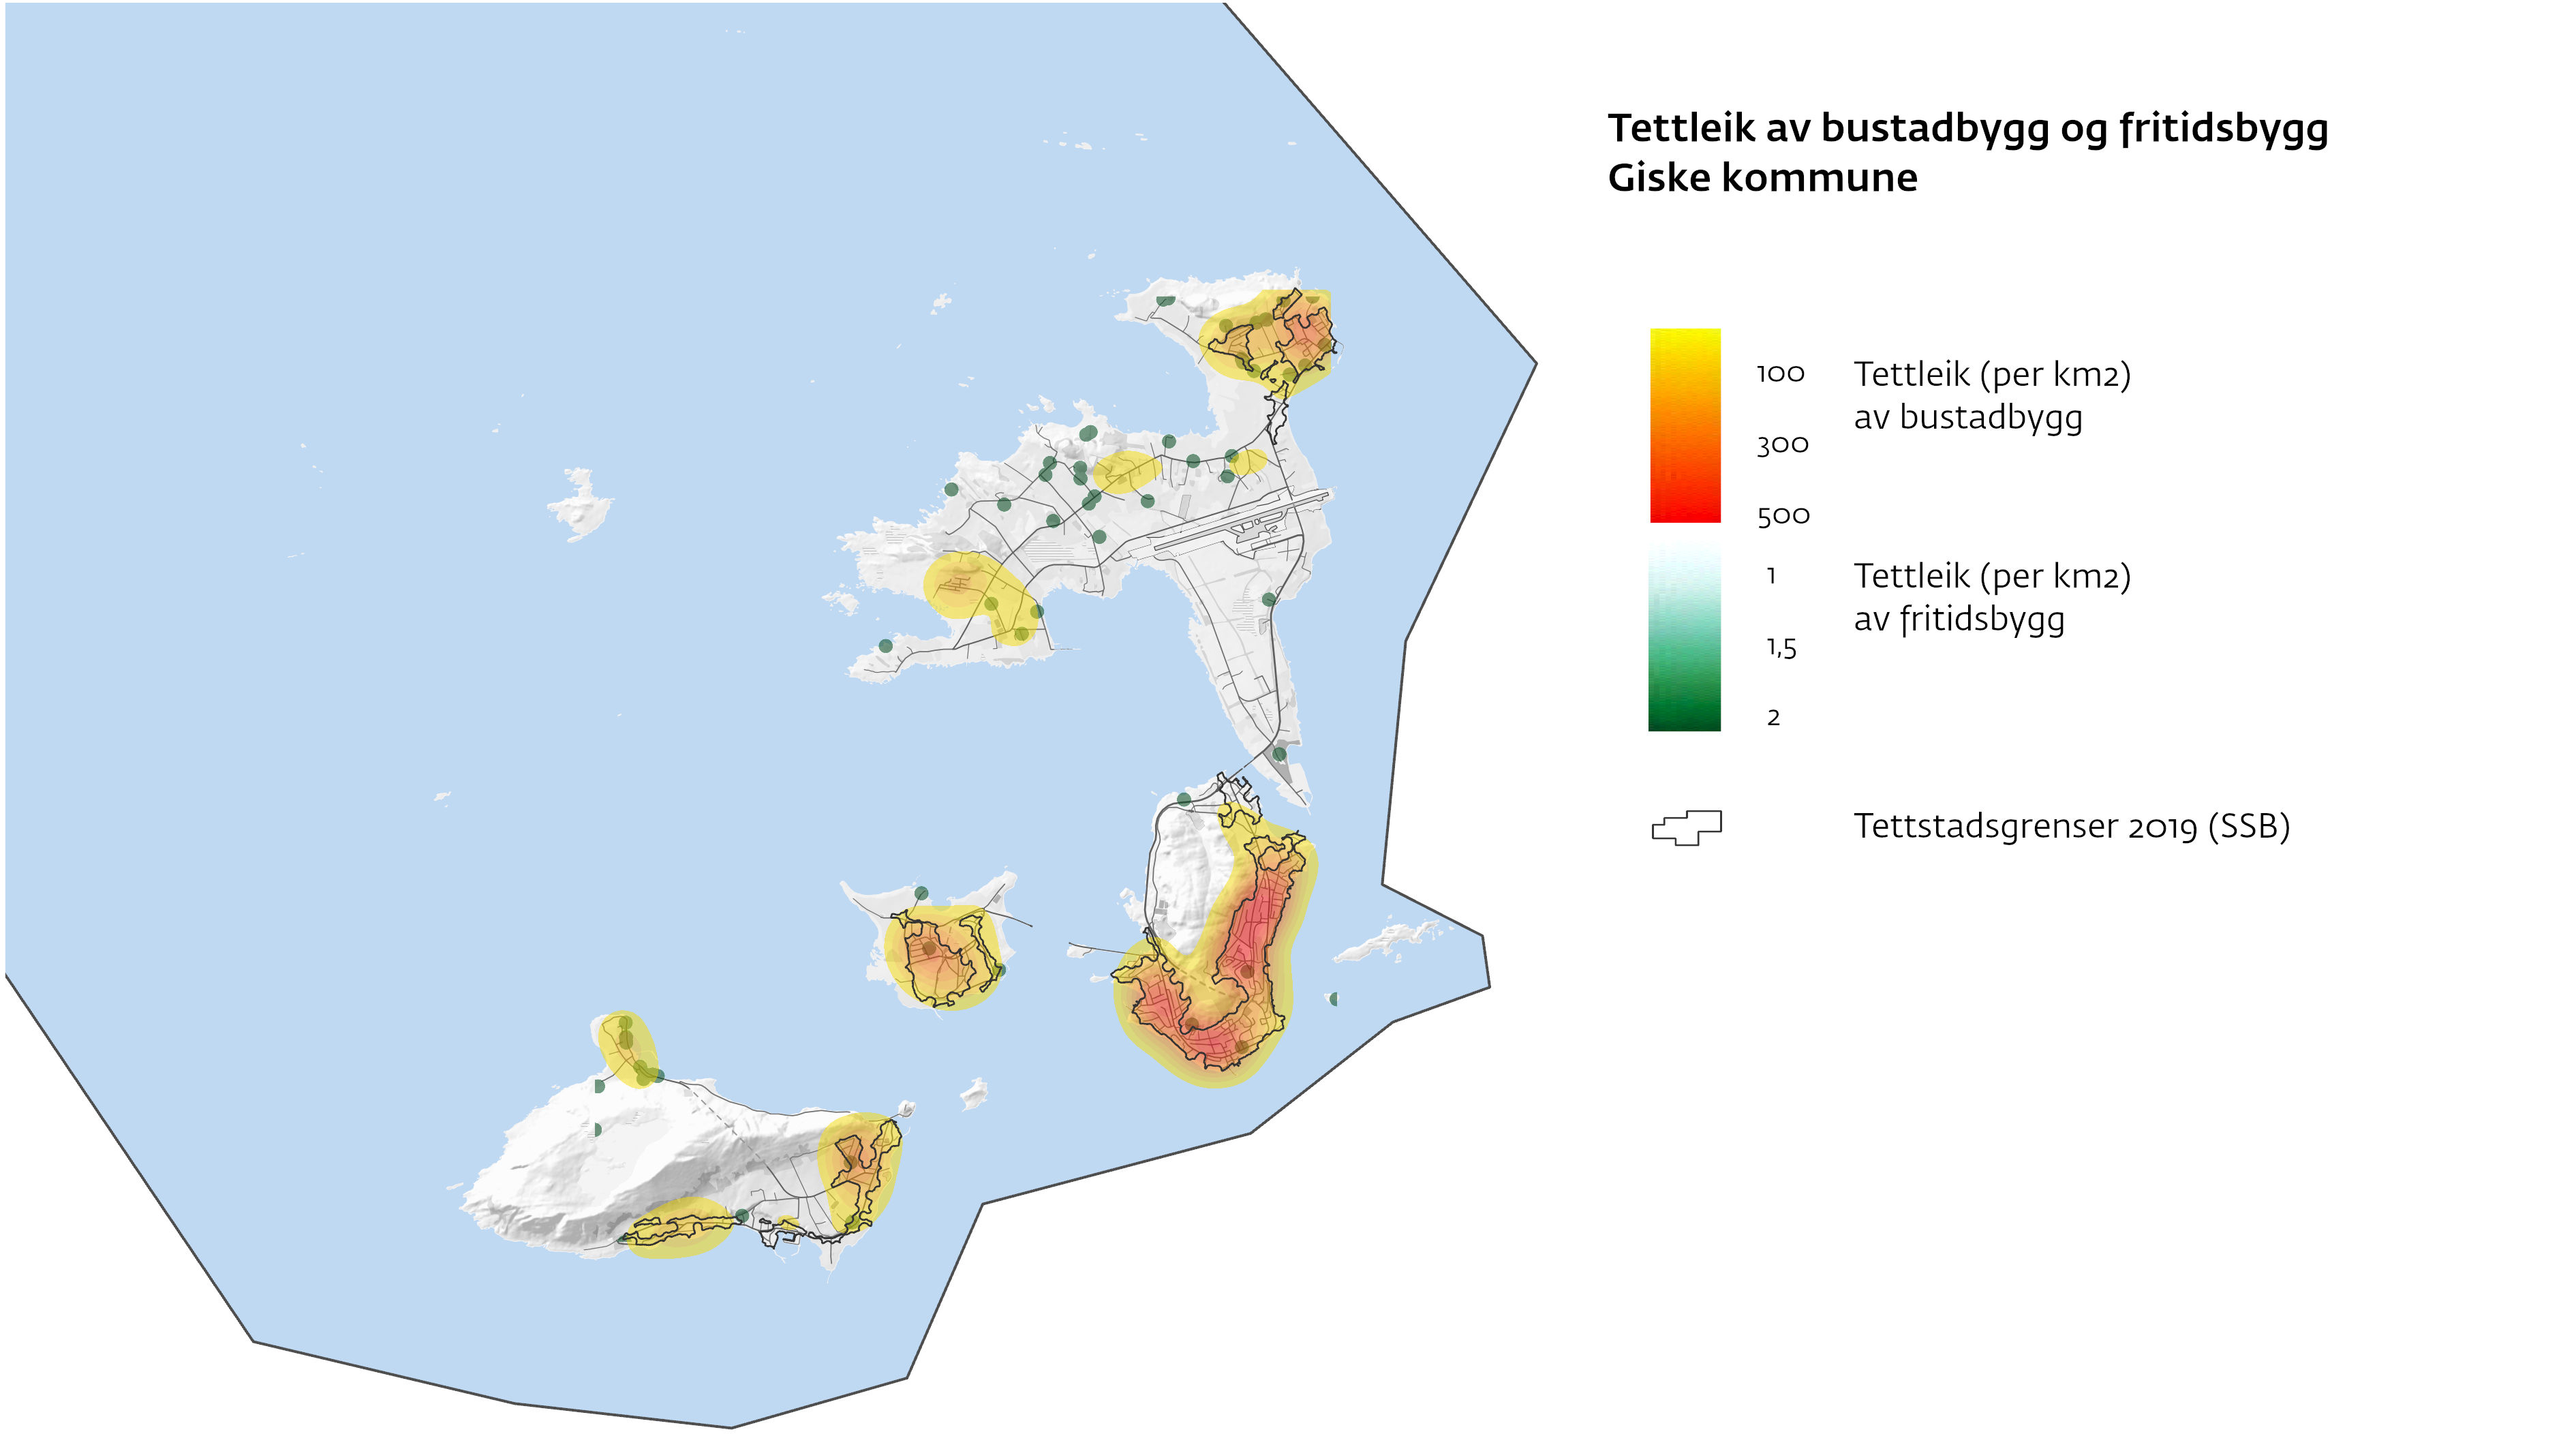 Tettleik av bustadbygg og fritidsbygg
Giske kommune
100
300
500
Tettleik (per km2)
av bustadbygg
1
1,5
2
Tettleik (per km2)
av fritidsbygg
Tettstadsgrenser 2019 (SSB)